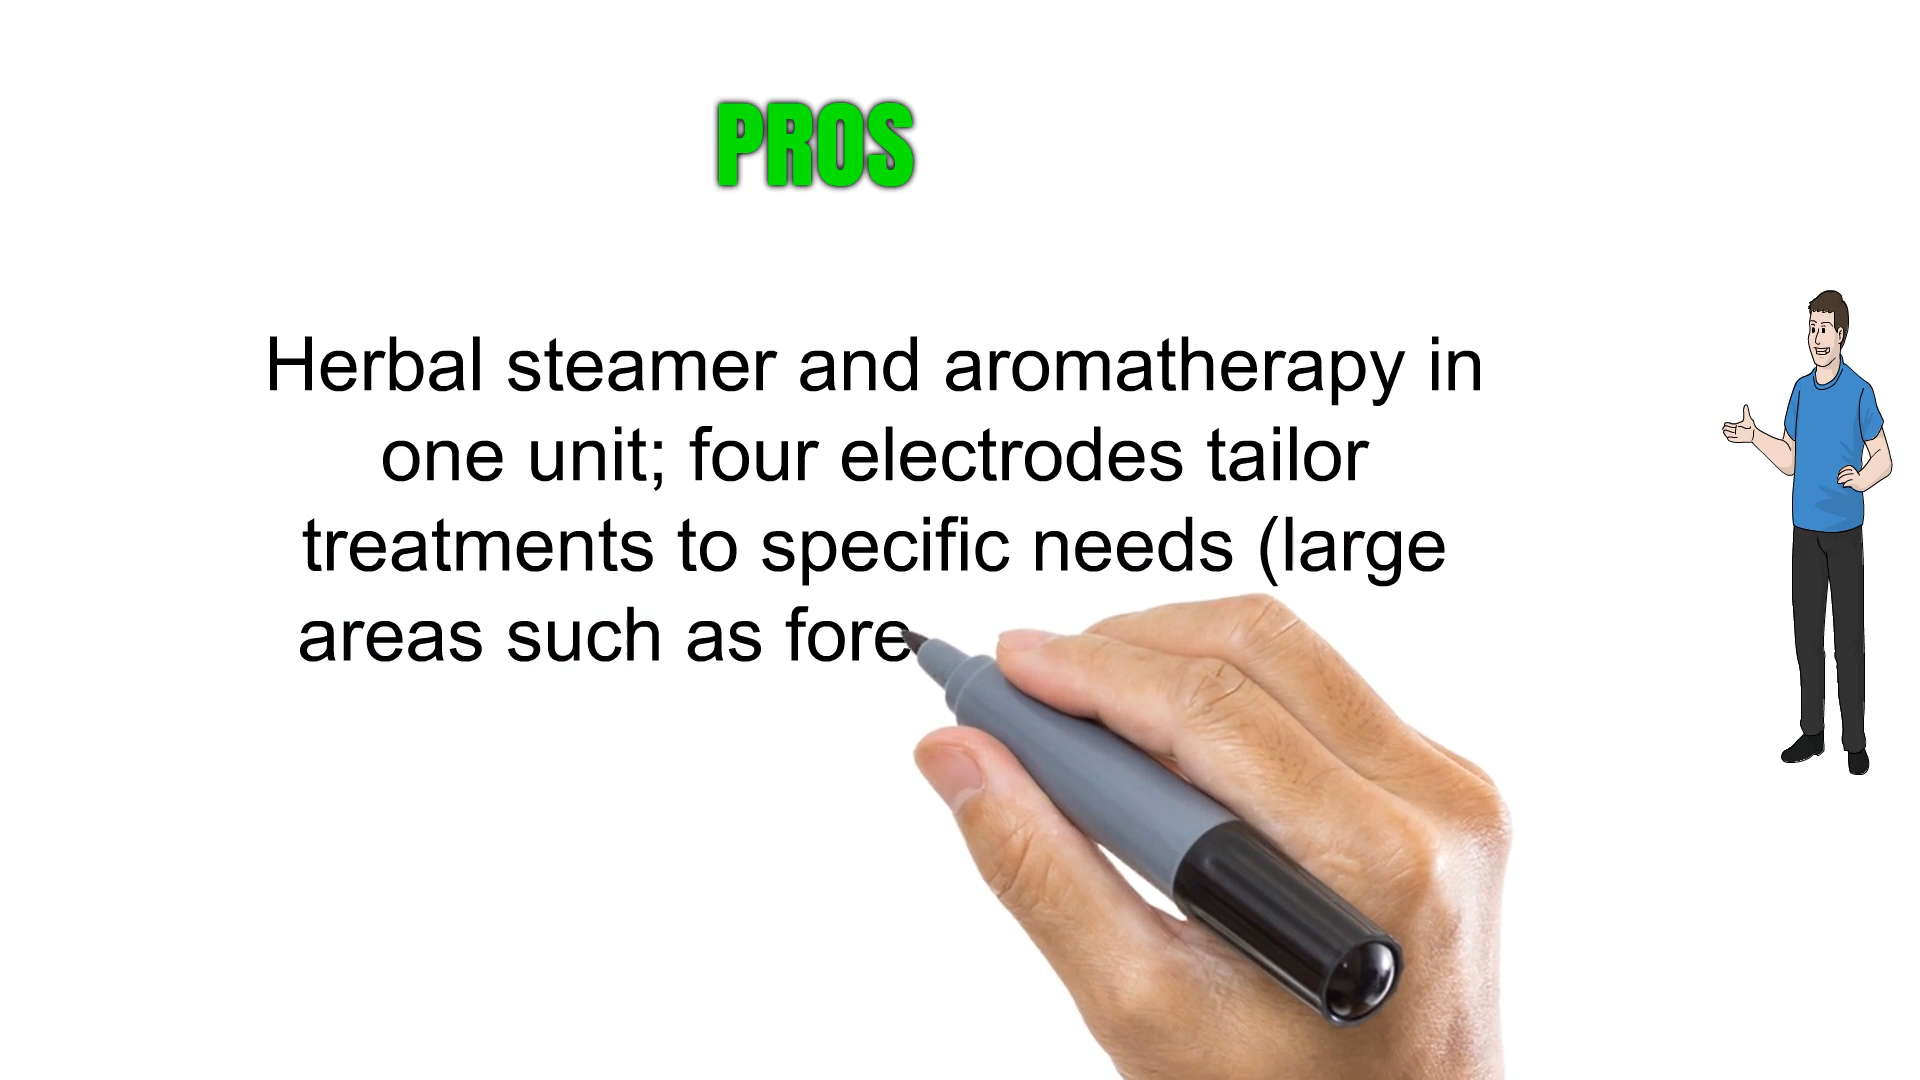 PROS
Herbal steamer and aromatherapy in
one unit; four electrodes tailor
treatments to specific needs (large
areas such as fore